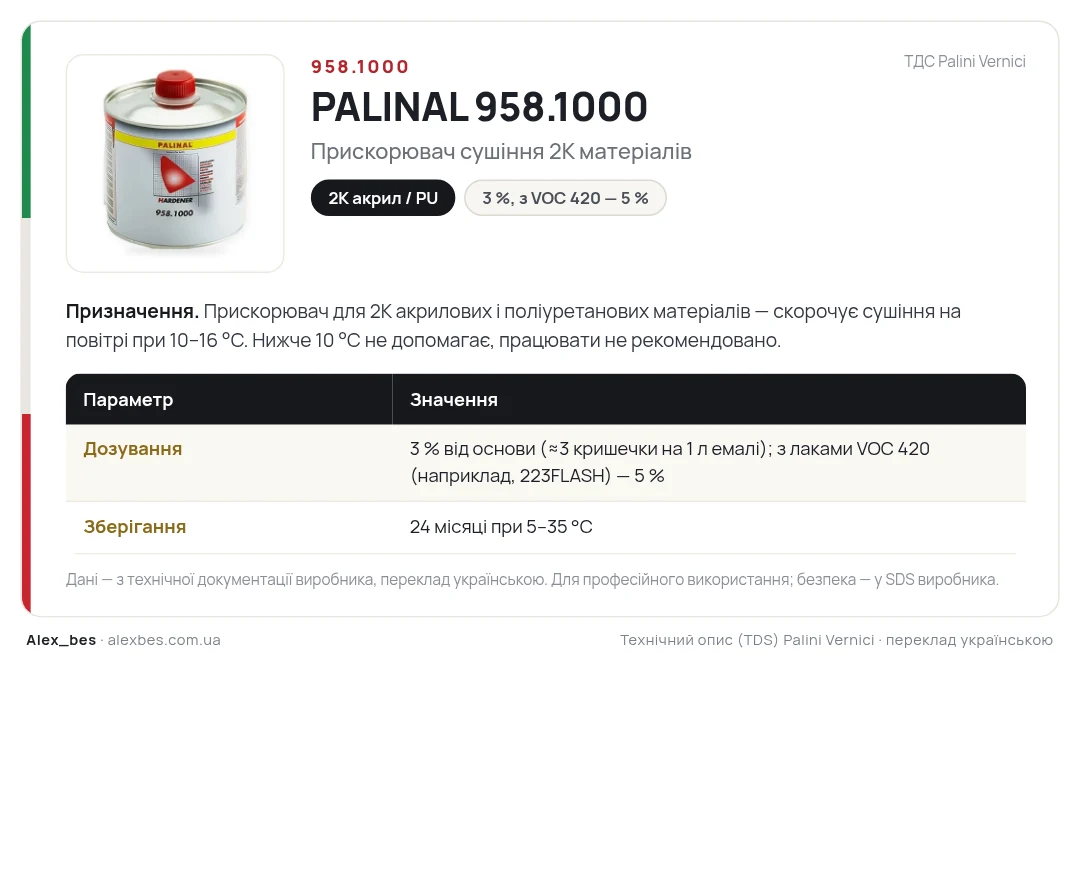 958.1000
ТДС Palini Vernici
PALINAL 958.1000
Прискорювач сушіння 2К матеріалів
2К акрил / PU
3 %, з VOC 420 — 5 %
PALINAL
HARDENER
958.1000
Призначення. Прискорювач для 2К акрилових і поліуретанових матеріалів — скорочує сушіння на
повітрі при 10–16 °C. Нижче 10 °C не допомагає, працювати не рекомендовано.
Параметр
Значення
Дозування
3 % від основи (≈3 кришечки на 1 л емалі); з лаками VOC 420
(наприклад, 223FLASH) — 5 %
Зберігання
24 місяці при 5–35 °C
Дані — з технічної документації виробника, переклад українською. Для професійного використання; безпека — у SDS виробника.
Alex_bes · alexbes.com.ua
Технічний опис (TDS) Palini Vernici · переклад українською